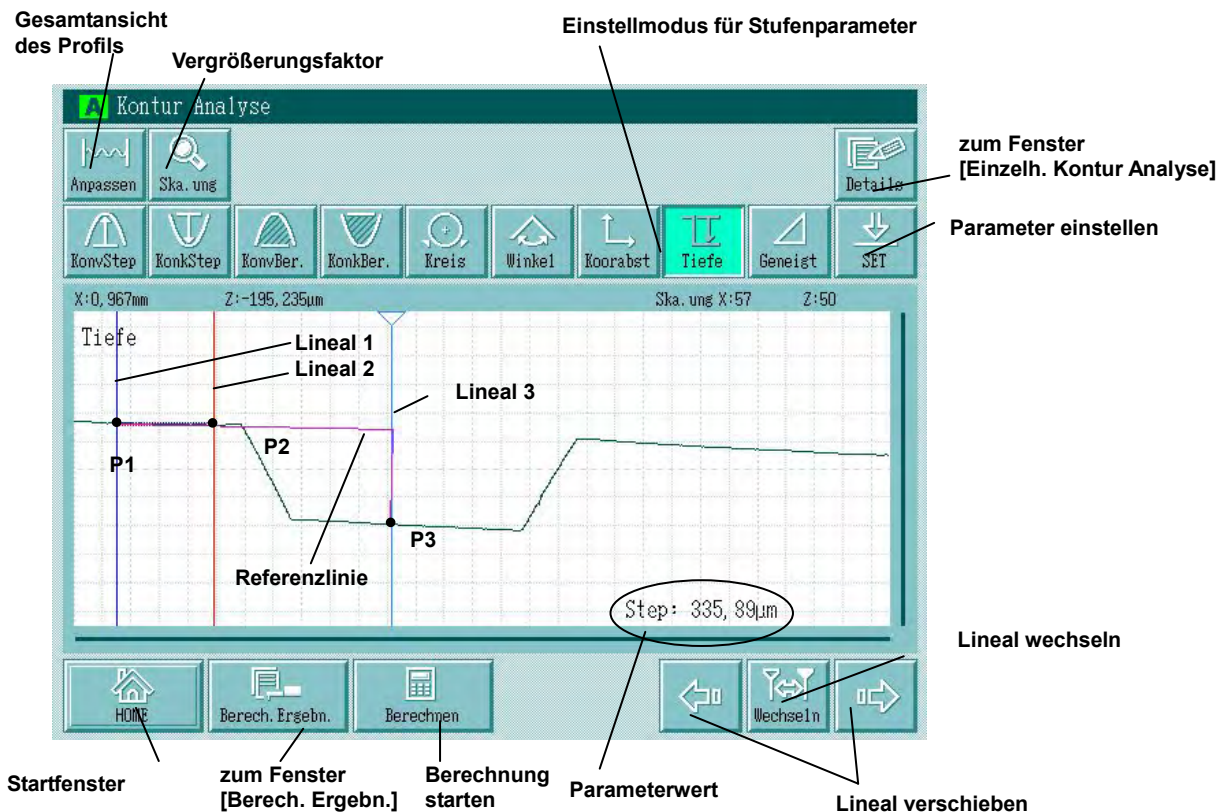 Gesamtansicht
des Profils
Einstellmodus für Stufenparameter
Vergrößerungsfaktor
A Kontur Analyse
Anpassen
Ska.ung
Details
zum Fenster
[Einzelh. Kontur Analyse]
KonvStep
KonkStep
KonvBer.
KonkBer.
Kreis
Winkel
Koorabst
Tiefe
Geneigt
SET
Parameter einstellen
X:0,967mm
Z:-195,235µm
Ska.ung X:57
Z:50
Tiefe
Lineal 1
Lineal 2
Lineal 3
P1
P2
P3
Referenzlinie
Step: 335,89µm
Lineal wechseln
HOME
Berech.Ergebn.
Berechnen
Wechseln
Startfenster
zum Fenster
[Berech. Ergebn.]
Berechnung
starten
Parameterwert
Lineal verschieben